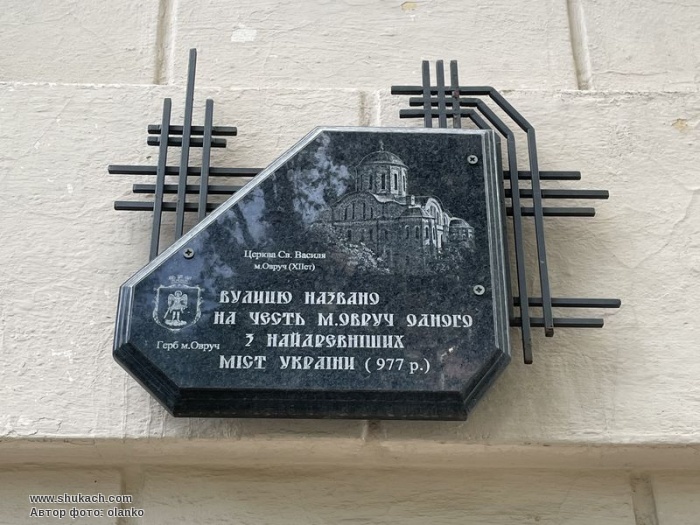 Церква Св. Василя
м.Овруч (XIIст)
ВУЛИЦЮ НАЗВАНО
НА ЧЕСТЬ М.ОВРУЧ ОДНОГО
З НАЙДРЕВНІШИХ
МІСТ УКРАЇНИ ( 977 р.)
Герб м.Овруч
www.shukach.com
Автор фото: olanko